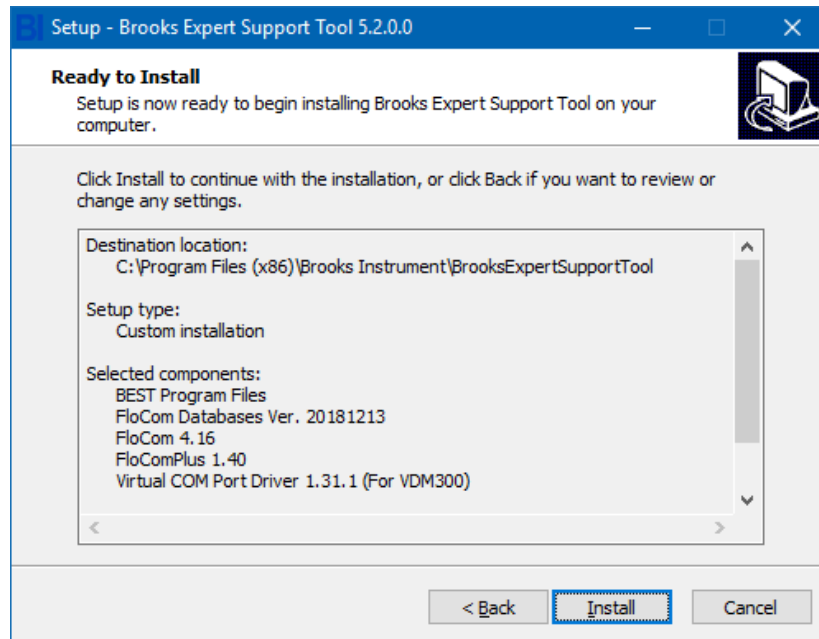 BI Setup - Brooks Expert Support Tool 5.2.0.0
Ready to Install
Setup is now ready to begin installing Brooks Expert Support Tool on your
computer.
Click Install to continue with the installation, or click Back if you want to review or
change any settings.
Destination location:
C:\Program Files (x86)\Brooks Instrument\BrooksExpertSupportTool
Setup type:
Custom installation
Selected components:
BEST Program Files
FloCom Databases Ver. 20181213
FloCom 4.16
FloComPlus 1.40
Virtual COM Port Driver 1.31.1 (For VDM300)
< Back Install Cancel